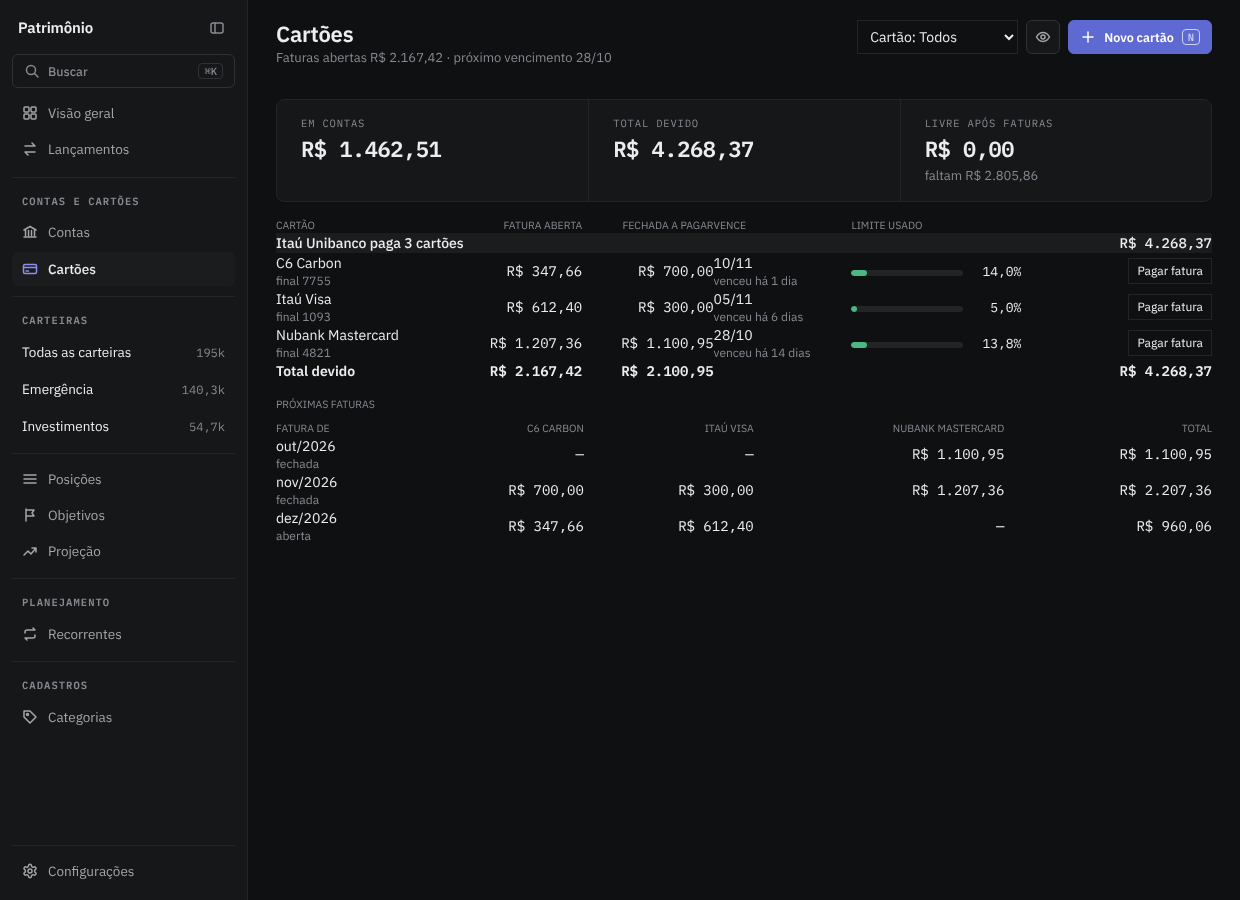 Patrimônio
Buscar ⌘K
Visão geral
Lançamentos
CONTAS E CARTÕES
Contas
Cartões
CARTEIRAS
Todas as carteiras 195k
Emergência 140,3k
Investimentos 54,7k
Posições
Objetivos
Projeção
PLANEJAMENTO
Recorrentes
CADASTROS
Categorias
Configurações
Cartões
Faturas abertas R$ 2.167,42 · próximo vencimento 28/10
Cartão: Todos
Novo cartão N
EM CONTAS
R$ 1.462,51
TOTAL DEVIDO
R$ 4.268,37
LIVRE APÓS FATURAS
R$ 0,00
faltam R$ 2.805,86
CARTÃO FATURA ABERTA FECHADA A PAGAR VENCE LIMITE USADO
Itaú Unibanco paga 3 cartões R$ 4.268,37
C6 Carbon R$ 347,66 R$ 700,00 10/11 14,0% Pagar fatura
final 7755 venceu há 1 dia
Itaú Visa R$ 612,40 R$ 300,00 05/11 5,0% Pagar fatura
final 1093 venceu há 6 dias
Nubank Mastercard R$ 1.207,36 R$ 1.100,95 28/10 13,8% Pagar fatura
final 4821 venceu há 14 dias
Total devido R$ 2.167,42 R$ 2.100,95 R$ 4.268,37
PRÓXIMAS FATURAS
FATURA DE C6 CARBON ITAÚ VISA NUBANK MASTERCARD TOTAL
out/2026 — — R$ 1.100,95 R$ 1.100,95
fechada
nov/2026 R$ 700,00 R$ 300,00 R$ 1.207,36 R$ 2.207,36
fechada
dez/2026 R$ 347,66 R$ 612,40 — R$ 960,06
aberta